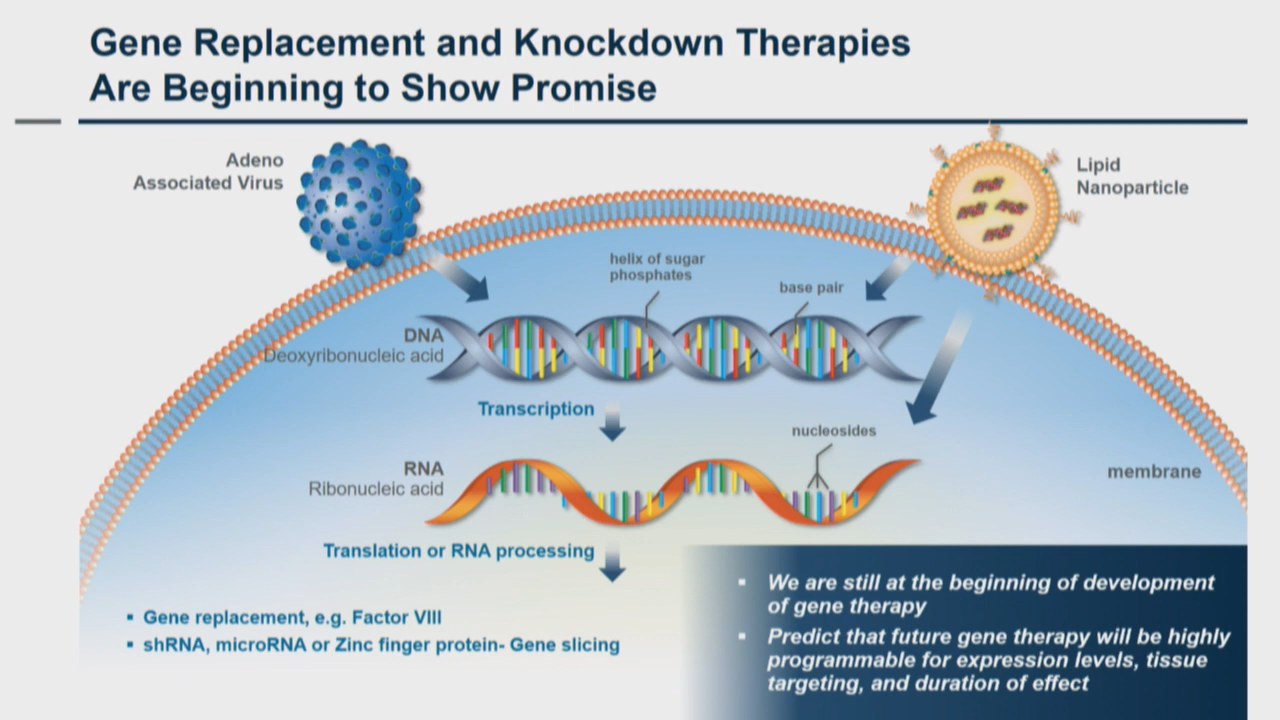 Gene Replacement and Knockdown Therapies
Are Beginning to Show Promise
Adeno
Associated Virus
Lipid
Nanoparticle
helix of sugar
phosphates
base pair
DNA
Deoxyribonucleic acid
Transcription
nucleosides
RNA
Ribonucleic acid
membrane
Translation or RNA processing
▪ Gene replacement, e.g. Factor VIII
▪ shRNA, microRNA or Zinc finger protein- Gene slicing
▪ We are still at the beginning of development
of gene therapy
▪ Predict that future gene therapy will be highly
programmable for expression levels, tissue
targeting, and duration of effect